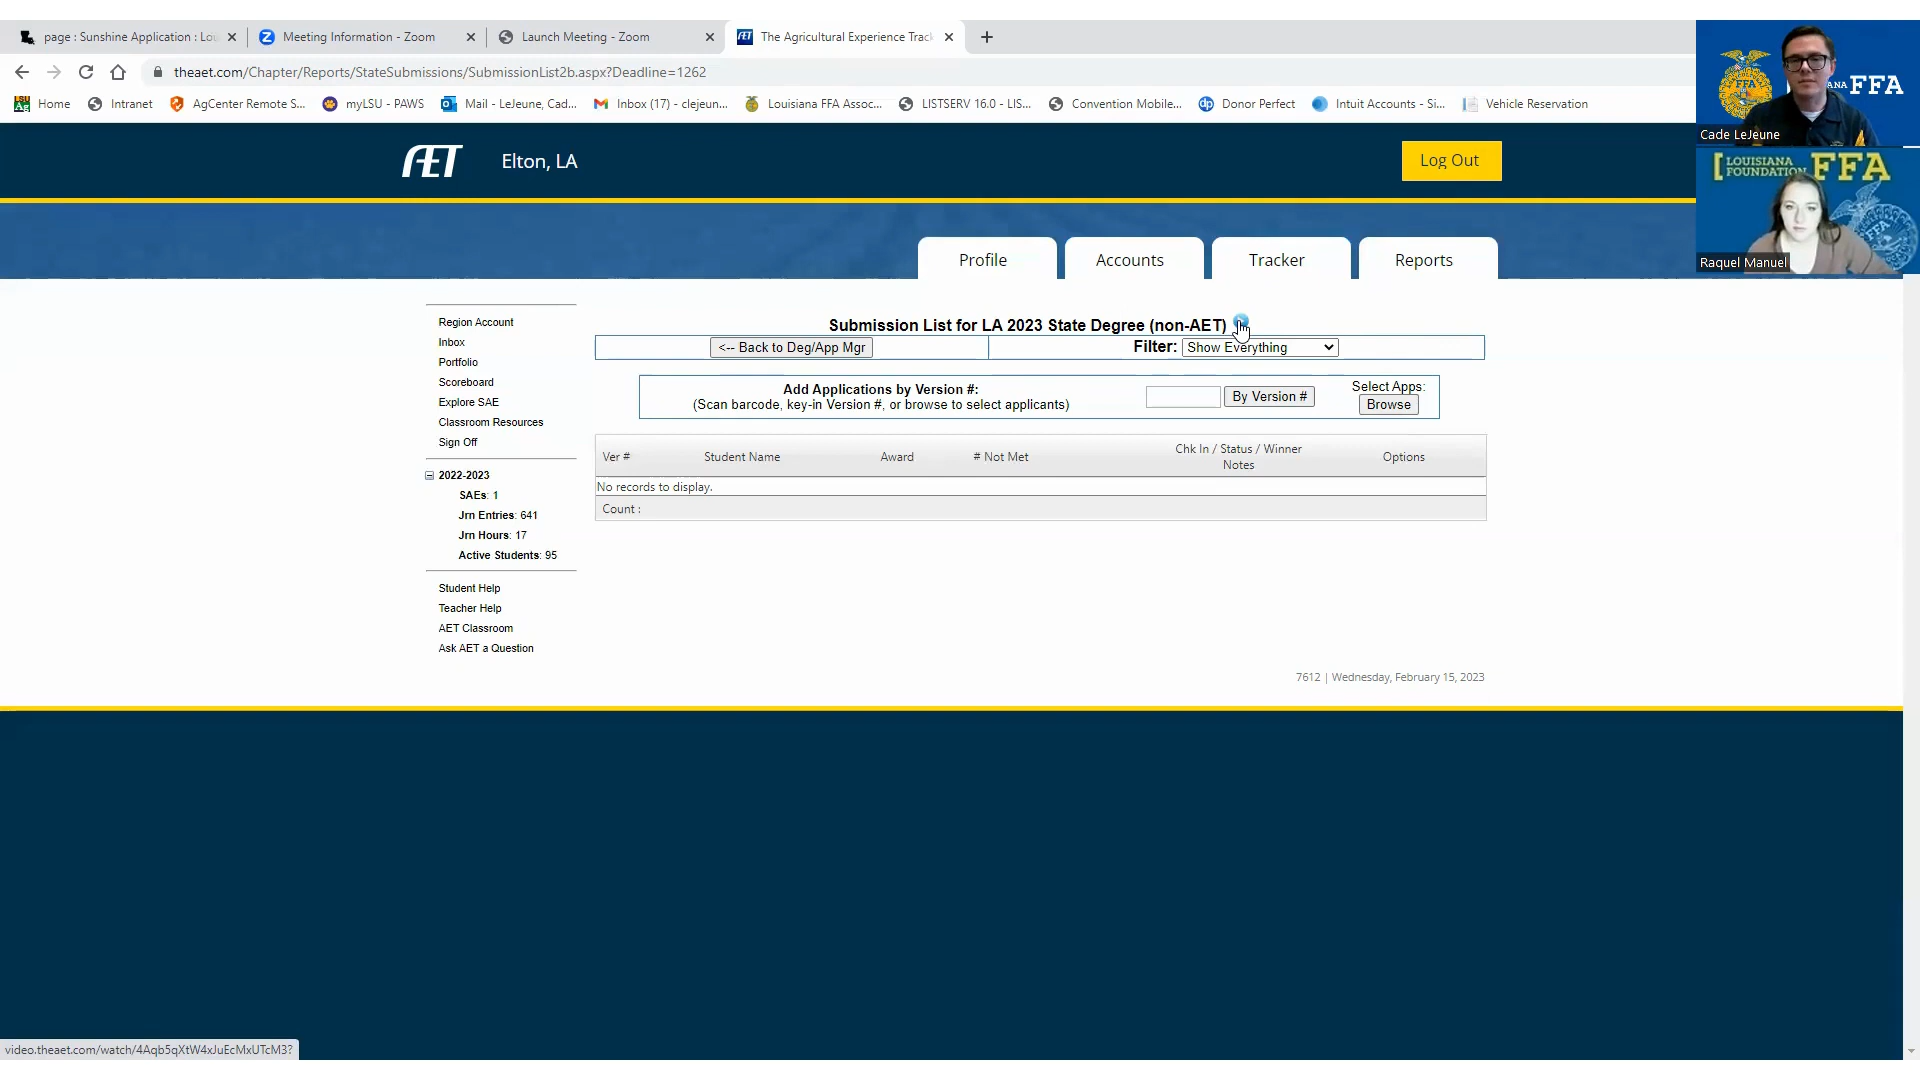 page : Sunshine Application : Lou
Meeting Information - Zoom
Launch Meeting - Zoom
AET
The Agricultural Experience Track
theaet.com/Chapter/Reports/StateSubmissions/SubmissionList2b.aspx?Deadline=1262
Home
Intranet
AgCenter Remote S...
myLSU - PAWS
Mail - LeJeune, Cad...
Inbox (17) - clejeun...
Louisiana FFA Assoc...
LISTSERV 16.0 - LIS...
Convention Mobile...
Donor Perfect
Intuit Accounts - Si...
Vehicle Reservation
FFA
ANA FFA
Cade LeJeune
LOUISIANA
FOUNDATION
FFA
Raquel Manuel
AET
Elton, LA
Log Out
Profile
Accounts
Tracker
Reports
Region Account
Inbox
Portfolio
Scoreboard
Explore SAE
Classroom Resources
Sign Off
2022-2023
SAEs: 1
Jrn Entries: 641
Jrn Hours: 17
Active Students: 95
Student Help
Teacher Help
AET Classroom
Ask AET a Question
Submission List for LA 2023 State Degree (non-AET)
<-- Back to Deg/App Mgr
Filter: Show Everything
Add Applications by Version #:
(Scan barcode, key-in Version #, or browse to select applicants)
By Version #
Select Apps:
Browse
Ver #
Student Name
Award
# Not Met
Chk In / Status / Winner
Notes
Options
No records to display.
Count :
7612 | Wednesday, February 15, 2023
video.theaet.com/watch/4Aqb5qXtW4xJuEcMxUTcM3?